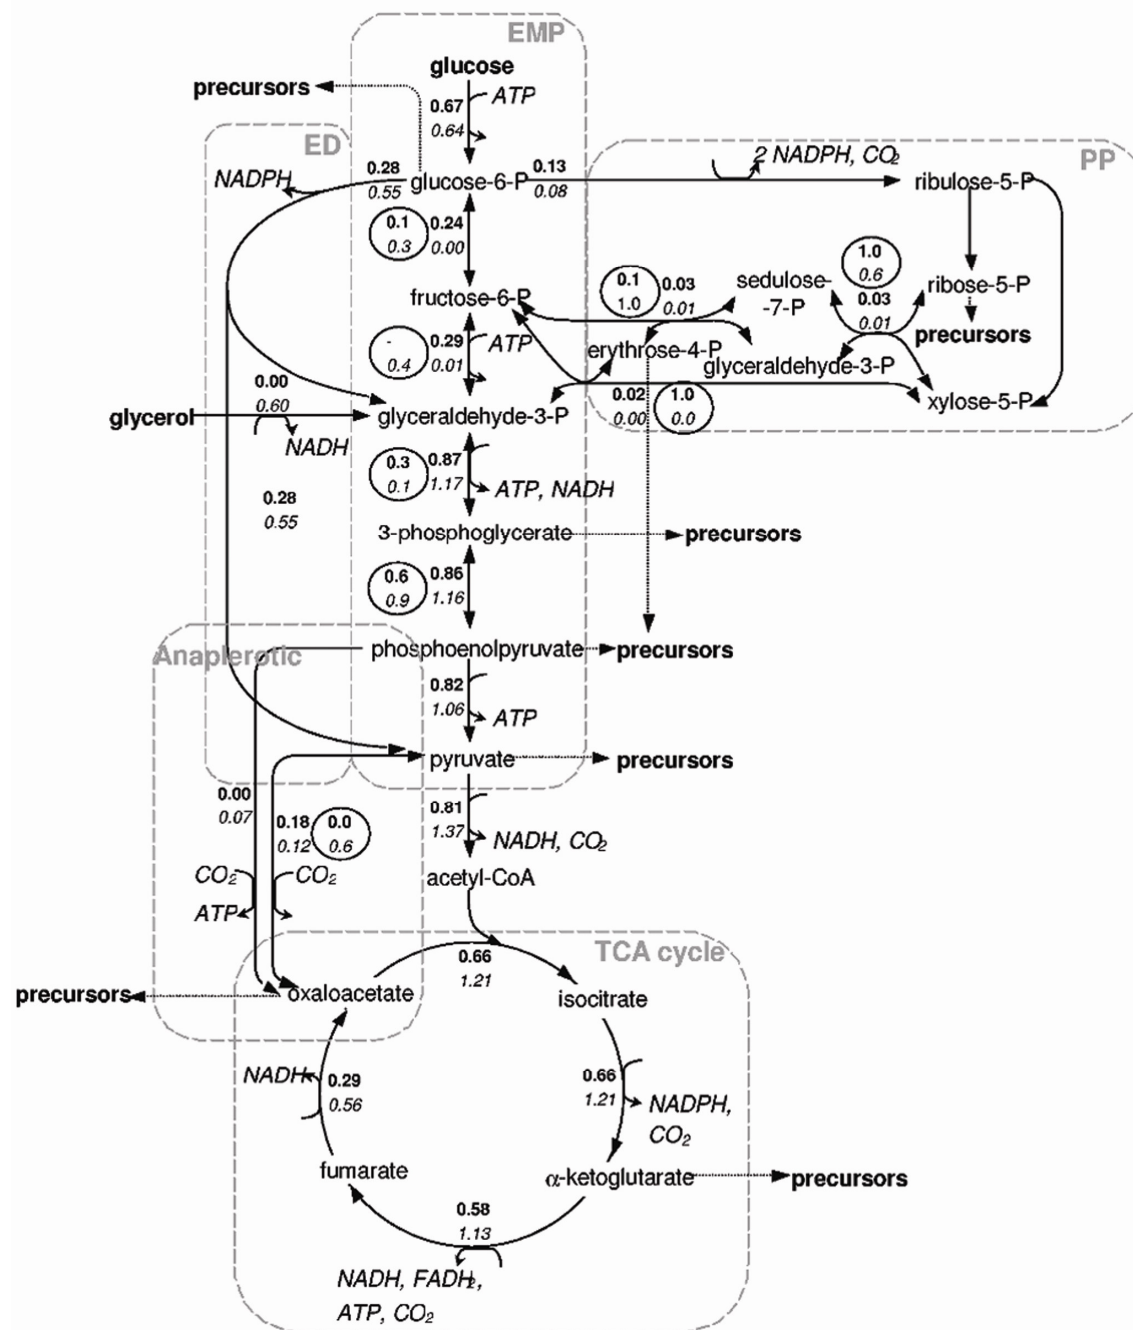 EMP
glucose
precursors
0.67
0.64
ATP
ED
PP
NADPH
0.28
0.55
glucose-6-P
0.13
0.08
2 NADPH, CO2
ribulose-5-P
0.1
0.3
0.24
0.00
fructose-6-P
0.1
1.0
0.03
0.01
sedulose-
-7-P
1.0
0.6
0.03
0.01
ribose-5-P
precursors
-
0.4
0.29
0.01
ATP
erythrose-4-P
glyceraldehyde-3-P
0.00
0.60
glycerol
NADH
glyceraldehyde-3-P
0.02
0.00
1.0
0.0
xylose-5-P
0.3
0.1
0.87
1.17
ATP, NADH
0.28
0.55
3-phosphoglycerate
precursors
0.6
0.9
0.86
1.16
Anaplerotic
phosphoenolpyruvate
precursors
0.82
1.06
ATP
pyruvate
precursors
0.00
0.07
0.18
0.12
0.0
0.6
0.81
1.37
NADH, CO2
CO2
CO2
ATP
acetyl-CoA
TCA cycle
0.66
1.21
precursors
oxaloacetate
isocitrate
NADH
0.29
0.56
0.66
1.21
NADPH,
CO2
fumarate
α-ketoglutarate
precursors
0.58
1.13
NADH, FADH2,
ATP, CO2